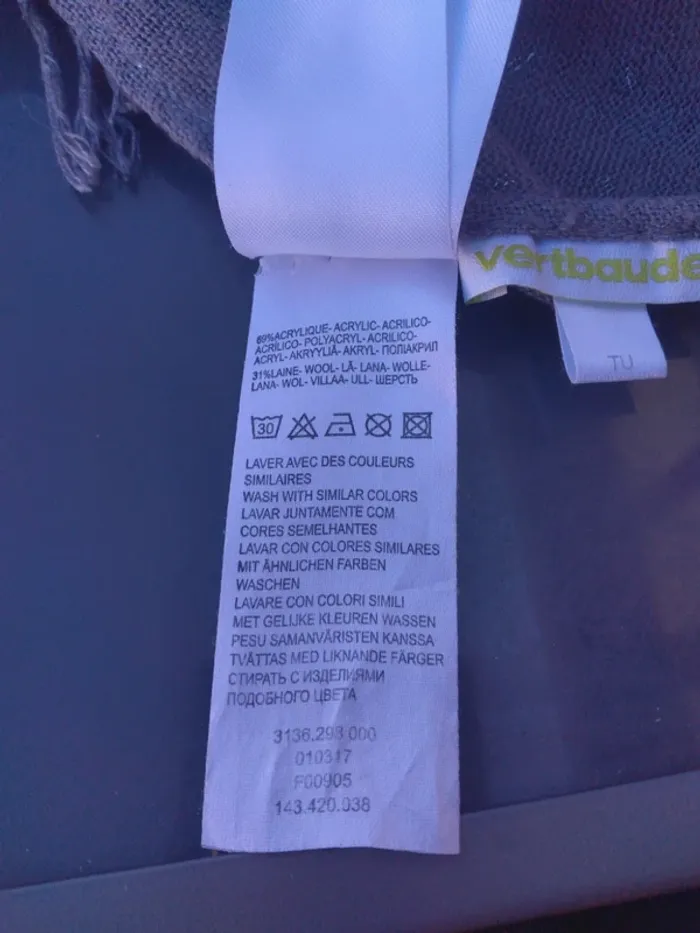 vertbaude
TU
69%ACRYLIQUE- ACRYLIC- ACRILICO-
ACRILICO- POLYACRYL- ACRILICO-
ACRYL- AKRYYLIÄ- AKRYL- ПОЛІАКРИЛ
31%LAINE- WOOL- LÃ- LANA- WOLLE-
LANA- WOL- VILLAA- ULL- ШЕРСТЬ
30
LAVER AVEC DES COULEURS
SIMILAIRES
WASH WITH SIMILAR COLORS
LAVAR JUNTAMENTE COM
CORES SEMELHANTES
LAVAR CON COLORES SIMILARES
MIT ÄHNLICHEN FARBEN
WASCHEN
LAVARE CON COLORI SIMILI
MET GELIJKE KLEUREN WASSEN
PESU SAMANVÄRISTEN KANSSA
TVÄTTAS MED LIKNANDE FÄRGER
СТИРАТЬ С ИЗДЕЛИЯМИ
ПОДОБНОГО ЦВЕТА
3136.293 000
010317
F00905
143.420.038